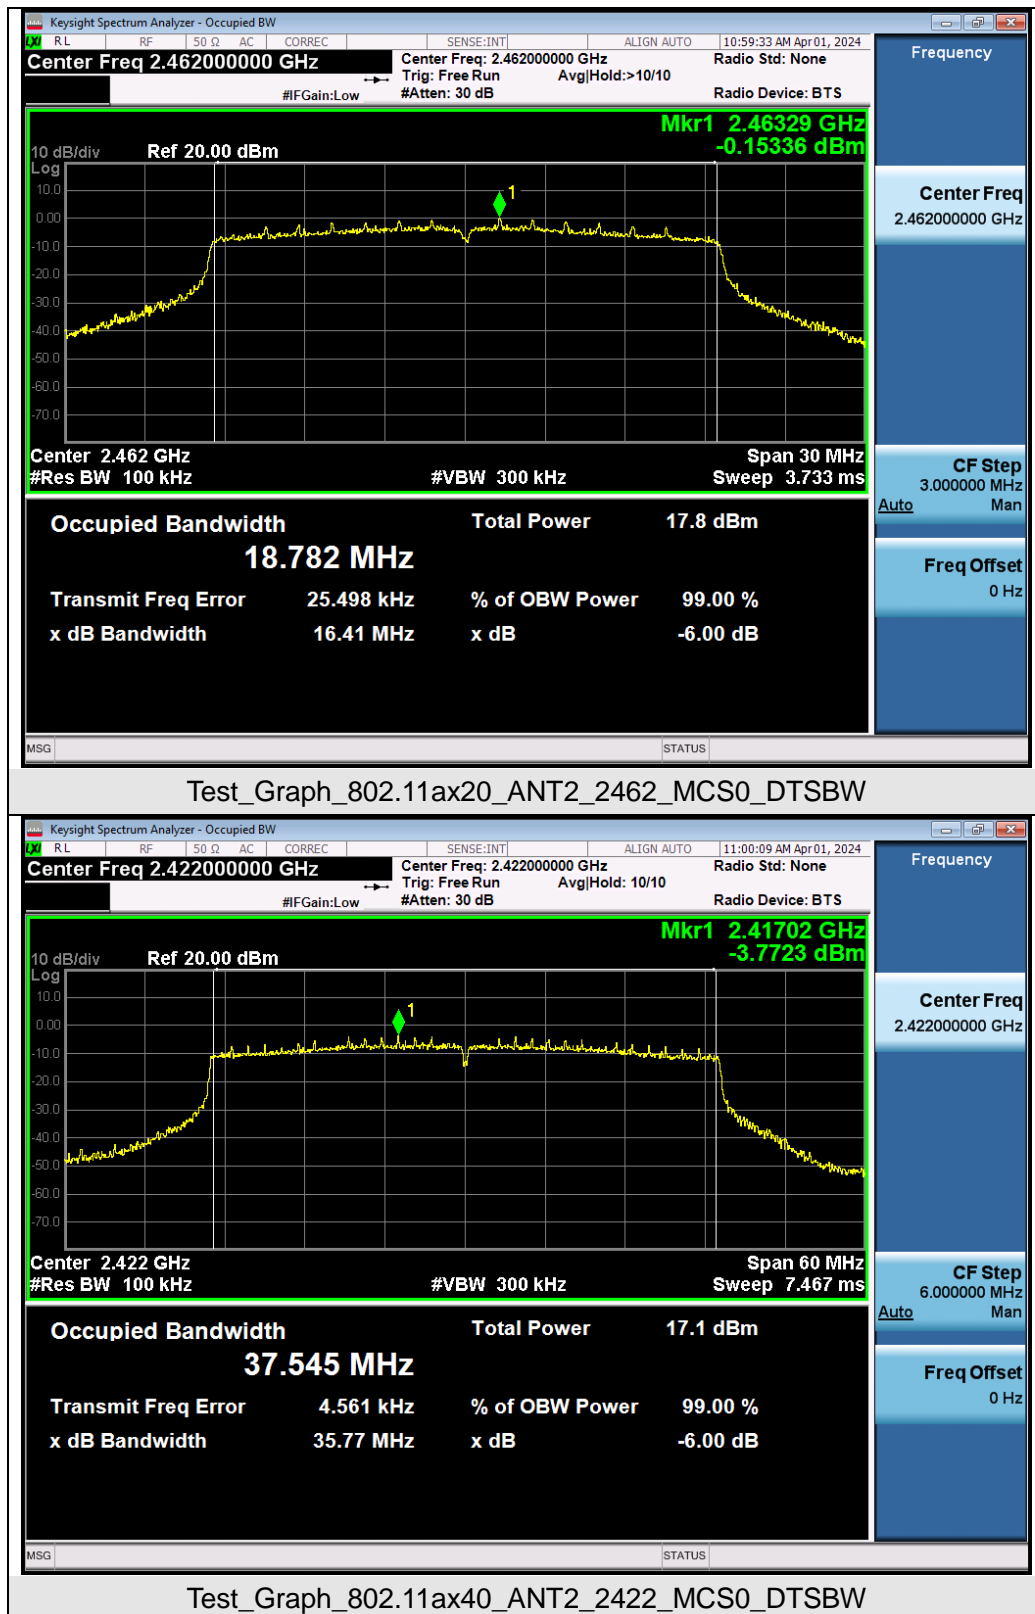 Keysight Spectrum Analyzer - Occupied BW
LXI RL RF 50 Ω AC CORREC SENSE:INT ALIGN AUTO 10:59:33 AM Apr 01, 2024
Center Freq 2.462000000 GHz
Center Freq: 2.462000000 GHz
Radio Std: None
Trig: Free Run Avg|Hold:>10/10
#IFGain:Low #Atten: 30 dB
Radio Device: BTS
Frequency
Mkr1 2.46329 GHz
-0.15336 dBm
10 dB/div Ref 20.00 dBm
Log
10.0
0.00
-10.0
-20.0
-30.0
-40.0
-50.0
-60.0
-70.0
1
Center 2.462 GHz Span 30 MHz
#Res BW 100 kHz #VBW 300 kHz Sweep 3.733 ms
Center Freq
2.462000000 GHz
CF Step
3.000000 MHz
Auto Man
Freq Offset
0 Hz
Occupied Bandwidth Total Power 17.8 dBm
18.782 MHz
Transmit Freq Error 25.498 kHz % of OBW Power 99.00 %
x dB Bandwidth 16.41 MHz x dB -6.00 dB
MSG STATUS
Test_Graph_802.11ax20_ANT2_2462_MCS0_DTSBW
Keysight Spectrum Analyzer - Occupied BW
LXI RL RF 50 Ω AC CORREC SENSE:INT ALIGN AUTO 11:00:09 AM Apr 01, 2024
Center Freq 2.422000000 GHz
Center Freq: 2.422000000 GHz
Radio Std: None
Trig: Free Run Avg|Hold: 10/10
#IFGain:Low #Atten: 30 dB
Radio Device: BTS
Frequency
Mkr1 2.41702 GHz
-3.7723 dBm
10 dB/div Ref 20.00 dBm
Log
10.0
0.00
-10.0
-20.0
-30.0
-40.0
-50.0
-60.0
-70.0
1
Center 2.422 GHz Span 60 MHz
#Res BW 100 kHz #VBW 300 kHz Sweep 7.467 ms
Center Freq
2.422000000 GHz
CF Step
6.000000 MHz
Auto Man
Freq Offset
0 Hz
Occupied Bandwidth Total Power 17.1 dBm
37.545 MHz
Transmit Freq Error 4.561 kHz % of OBW Power 99.00 %
x dB Bandwidth 35.77 MHz x dB -6.00 dB
MSG STATUS
Test_Graph_802.11ax40_ANT2_2422_MCS0_DTSBW